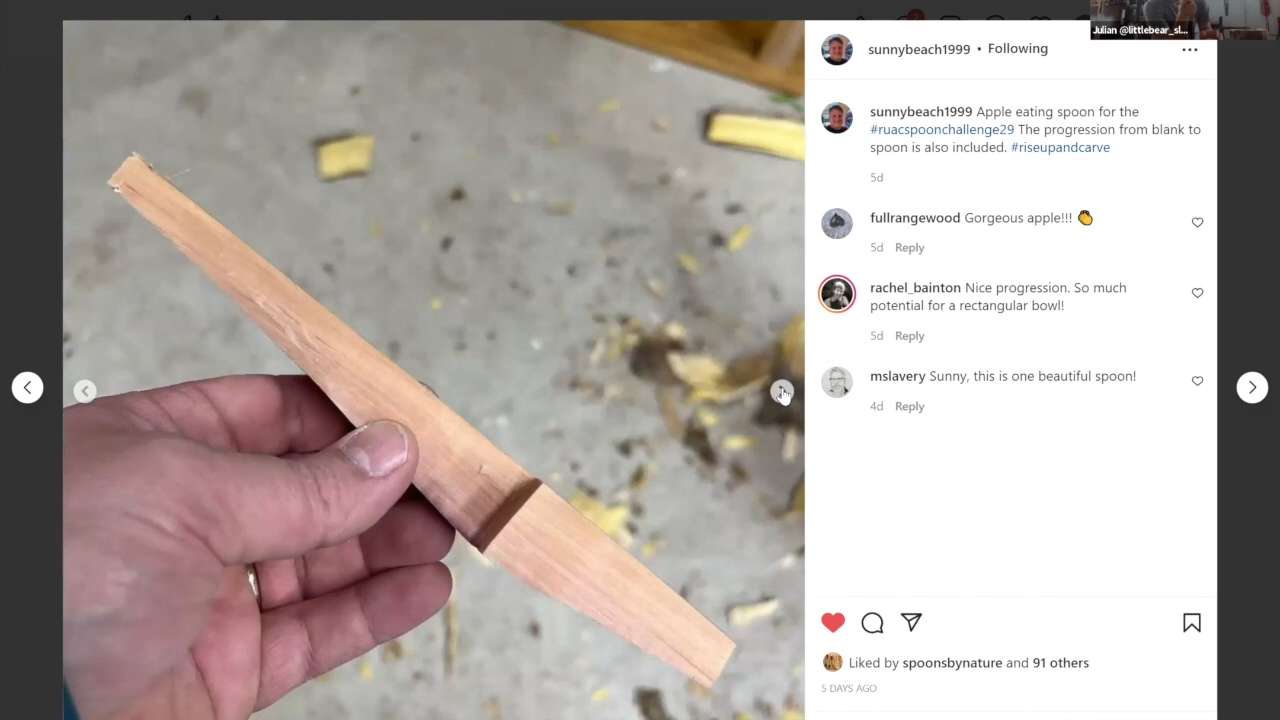 Julian @littlebear_sl...
sunnybeach1999 • Following
sunnybeach1999 Apple eating spoon for the
#ruacspoonchallenge29 The progression from blank to
spoon is also included. #riseupandcarve
5d
fullrangewood Gorgeous apple!!! 👏
5d Reply
rachel_bainton Nice progression. So much
potential for a rectangular bowl!
5d Reply
mslavery Sunny, this is one beautiful spoon!
4d Reply
Liked by spoonsbynature and 91 others
5 DAYS AGO